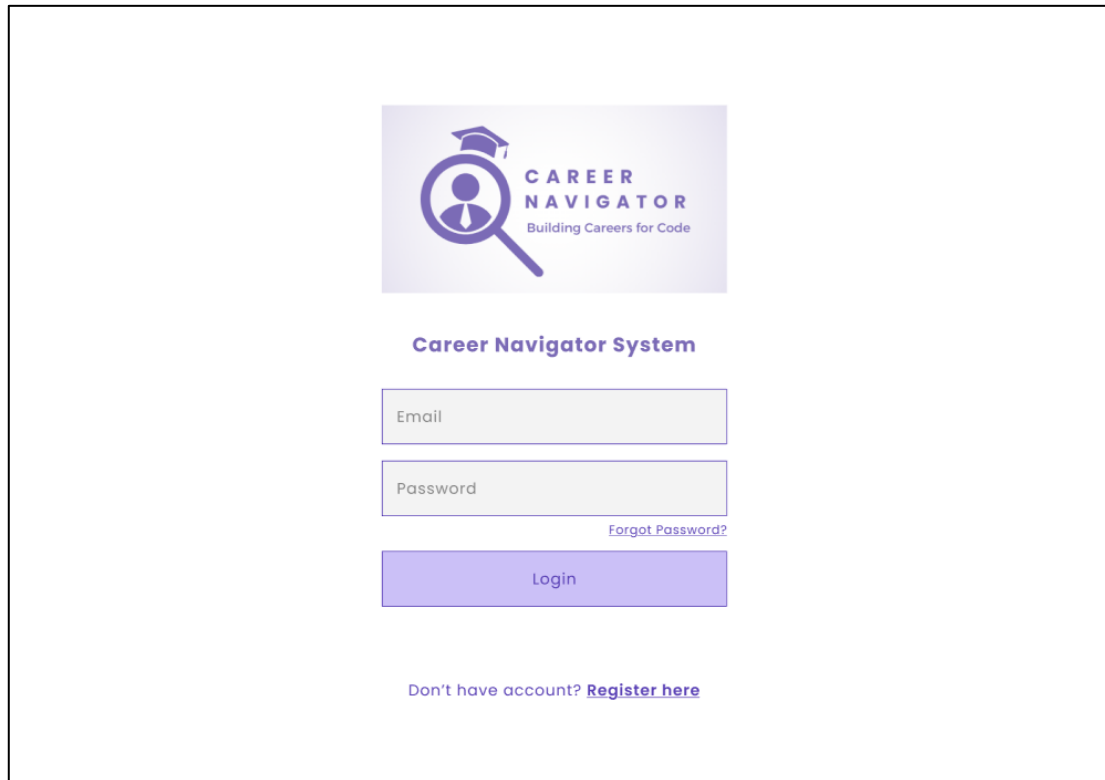 CAREER
NAVIGATOR
Building Careers for Code
Career Navigator System
Email
Password
Forgot Password?
Login
Don’t have account? Register here